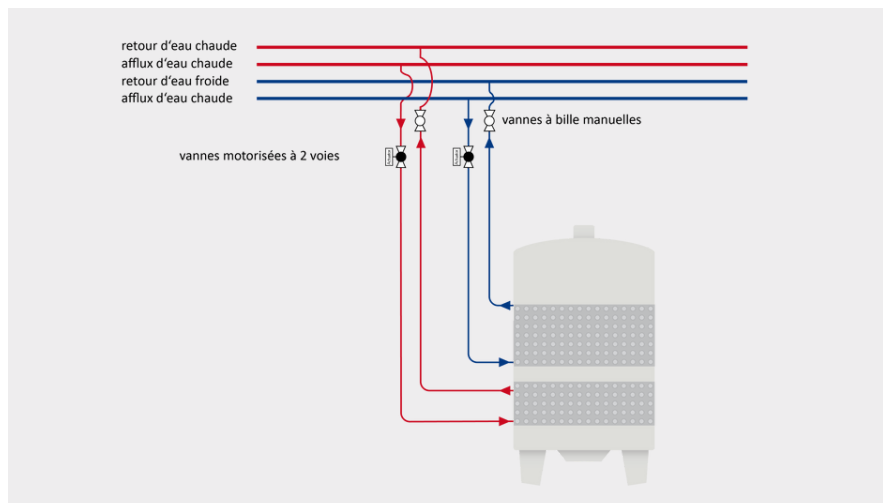 retour d'eau chaude
afflux d'eau chaude
retour d'eau froide
afflux d'eau chaude
vannes à bille manuelles
vannes motorisées à 2 voies